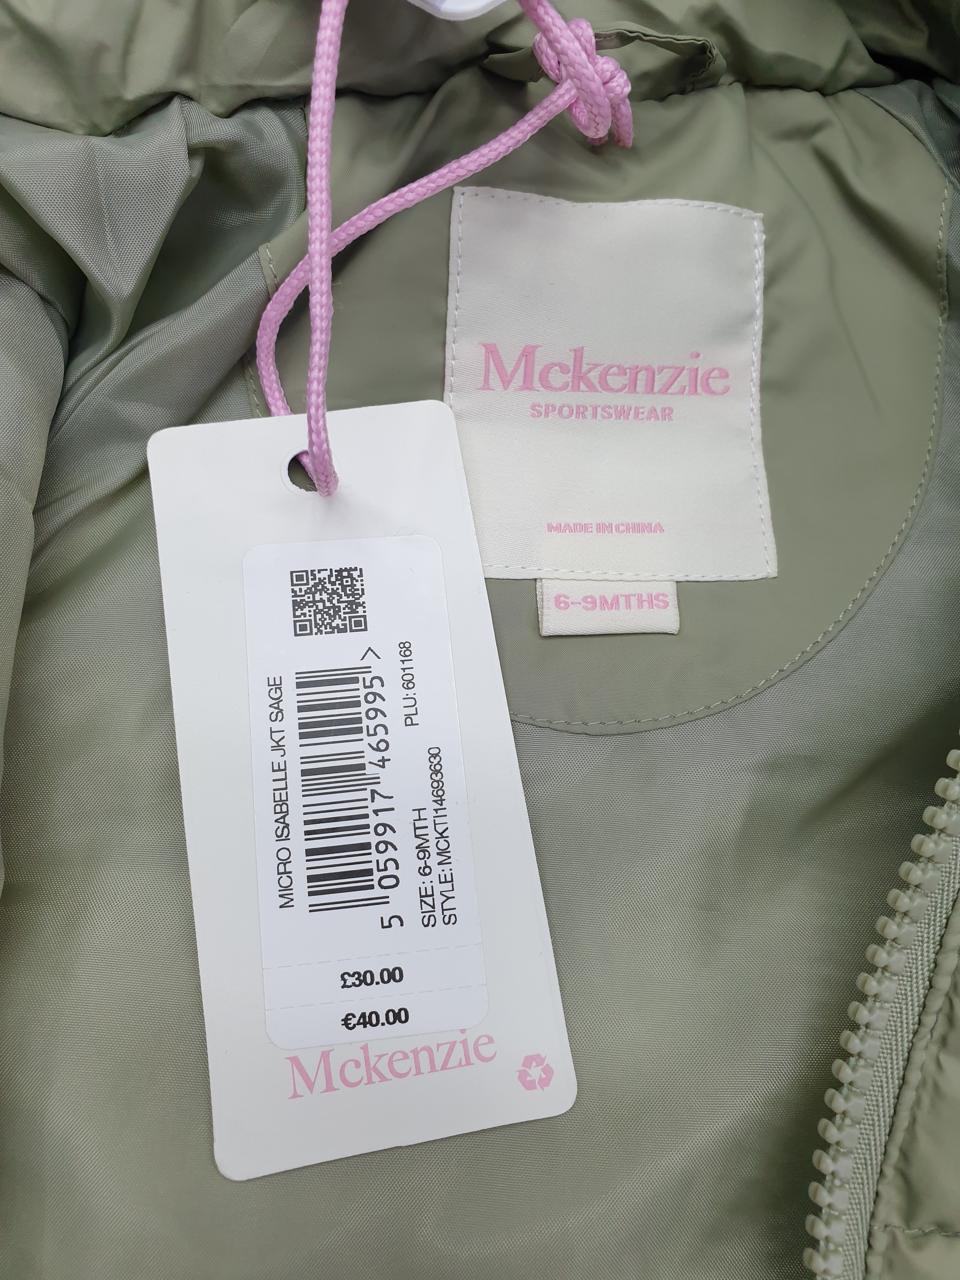 Mckenzie
SPORTSWEAR
MADE IN CHINA
6-9MTHS
MICRO ISABELLE JKT SAGE
5 059917 465995 >
PLU: 601168
SIZE: 6-9MTH
STYLE: MCKTI14693630
£30.00
€40.00
Mckenzie